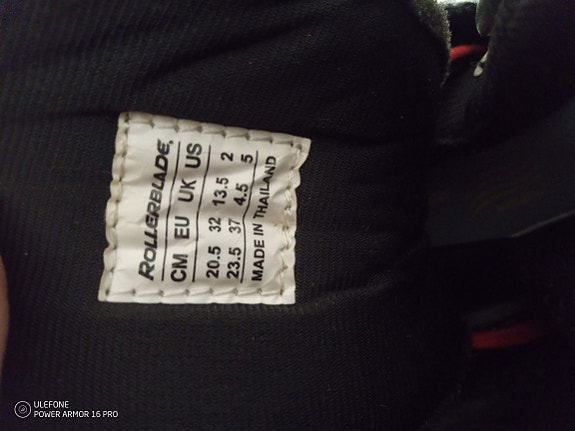 ROLLERBLADE.
CM EU UK US
20.5 32 13.5 2
23.5 37 4.5 5
MADE IN THAILAND
ULEFONE
POWER ARMOR 16 PRO